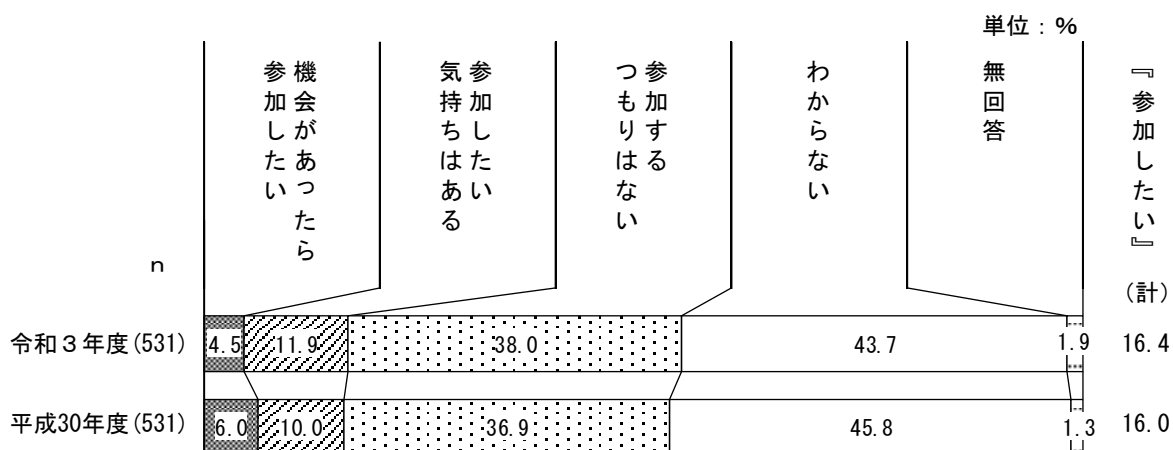 単位：%
機会があったら
参加したい
参加したい
気持ちはある
参加する
つもりはない
わからない
無回答
『参加したい』
(計)
n
令和３年度(531) 4.5 11.9 38.0 43.7 1.9 16.4
平成30年度(531) 6.0 10.0 36.9 45.8 1.3 16.0